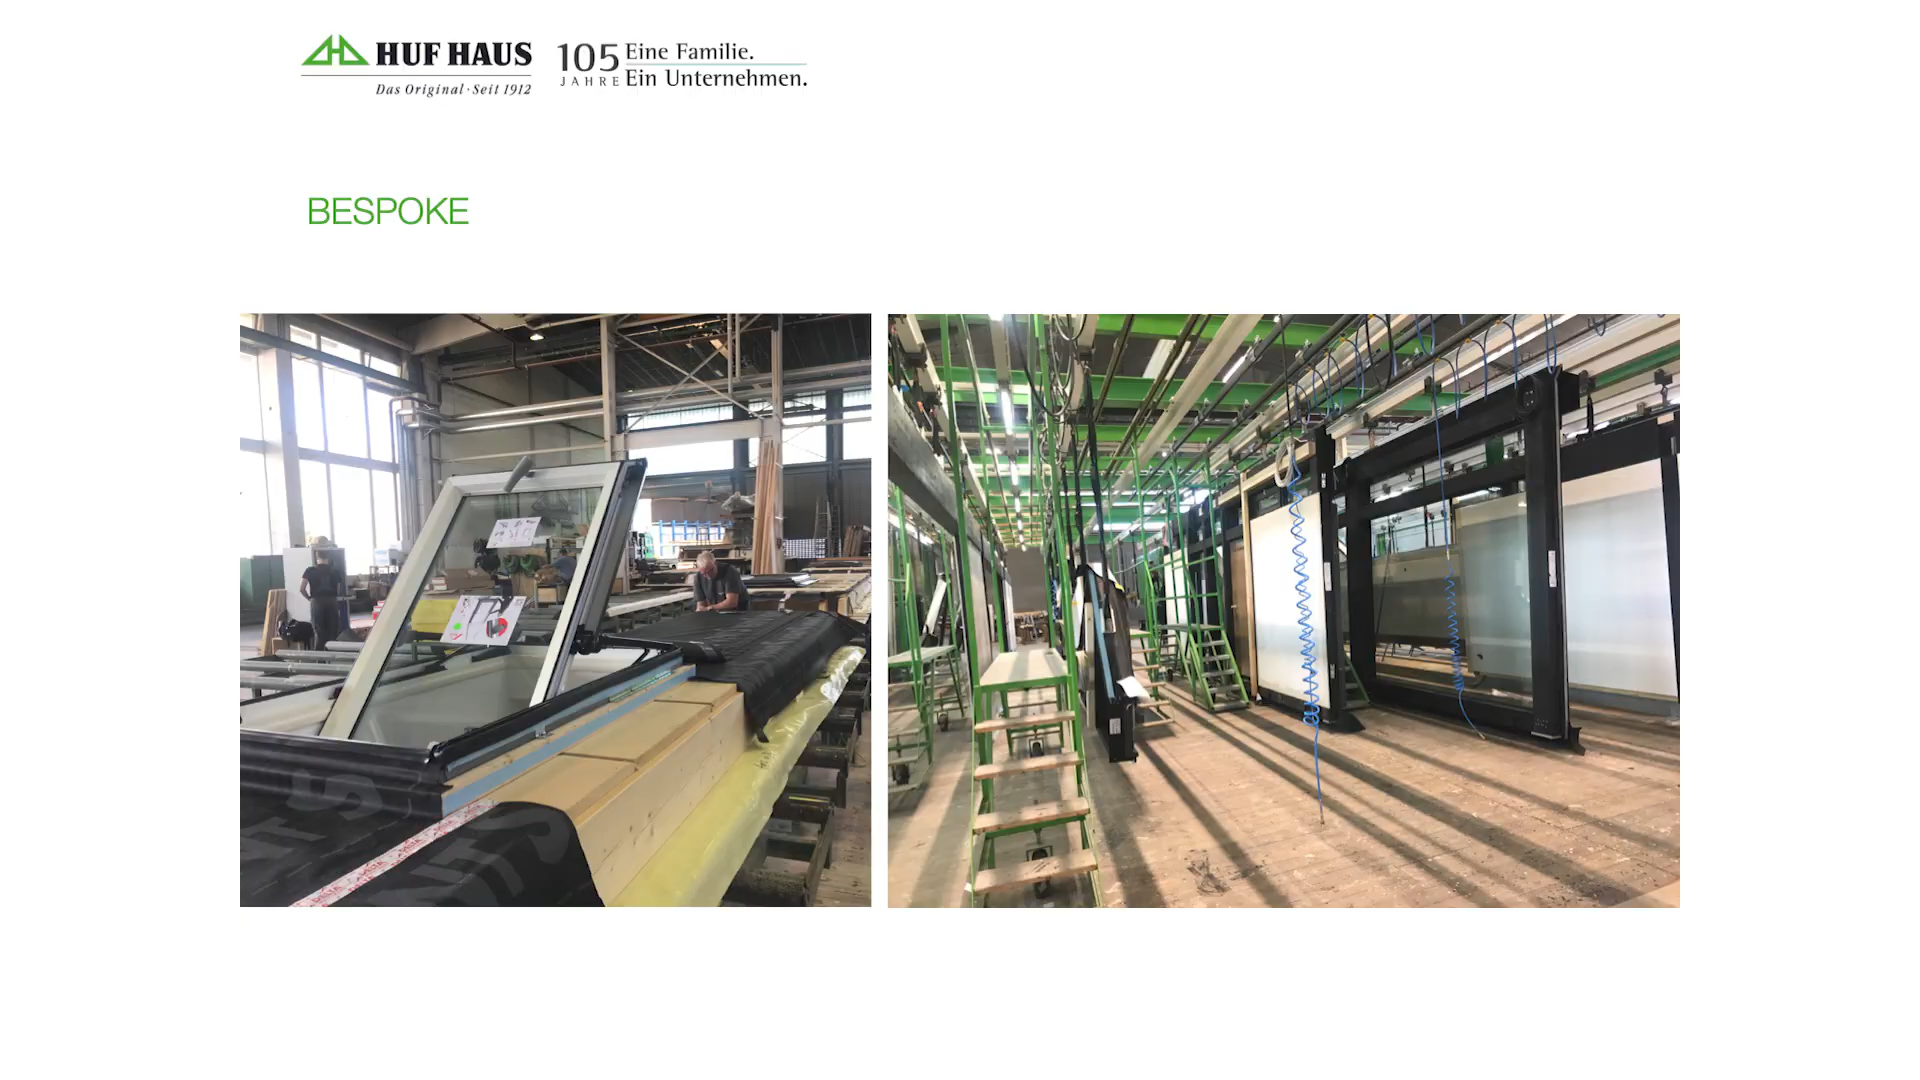 HUF HAUS
Das Original · Seit 1912
105
JAHRE
Eine Familie.
Ein Unternehmen.
BESPOKE